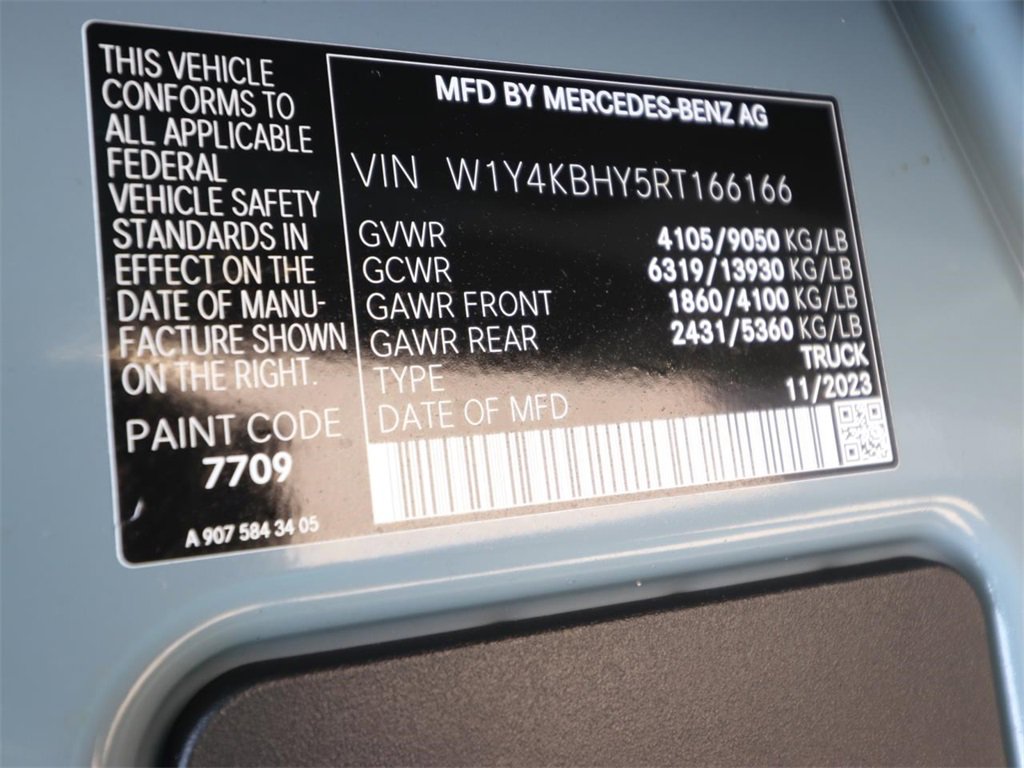 THIS VEHICLE
CONFORMS TO
ALL APPLICABLE
FEDERAL
VEHICLE SAFETY
STANDARDS IN
EFFECT ON THE
DATE OF MANU-
FACTURE SHOWN
ON THE RIGHT.
PAINT CODE
7709
A 907 584 34 05
MFD BY MERCEDES-BENZ AG
VIN W1Y4KBHY5RT166166
GVWR 4105/9050 KG/LB
GCWR 6319/13930 KG/LB
GAWR FRONT 1860/4100 KG/LB
GAWR REAR 2431/5360 KG/LB
TYPE TRUCK
DATE OF MFD 11/2023